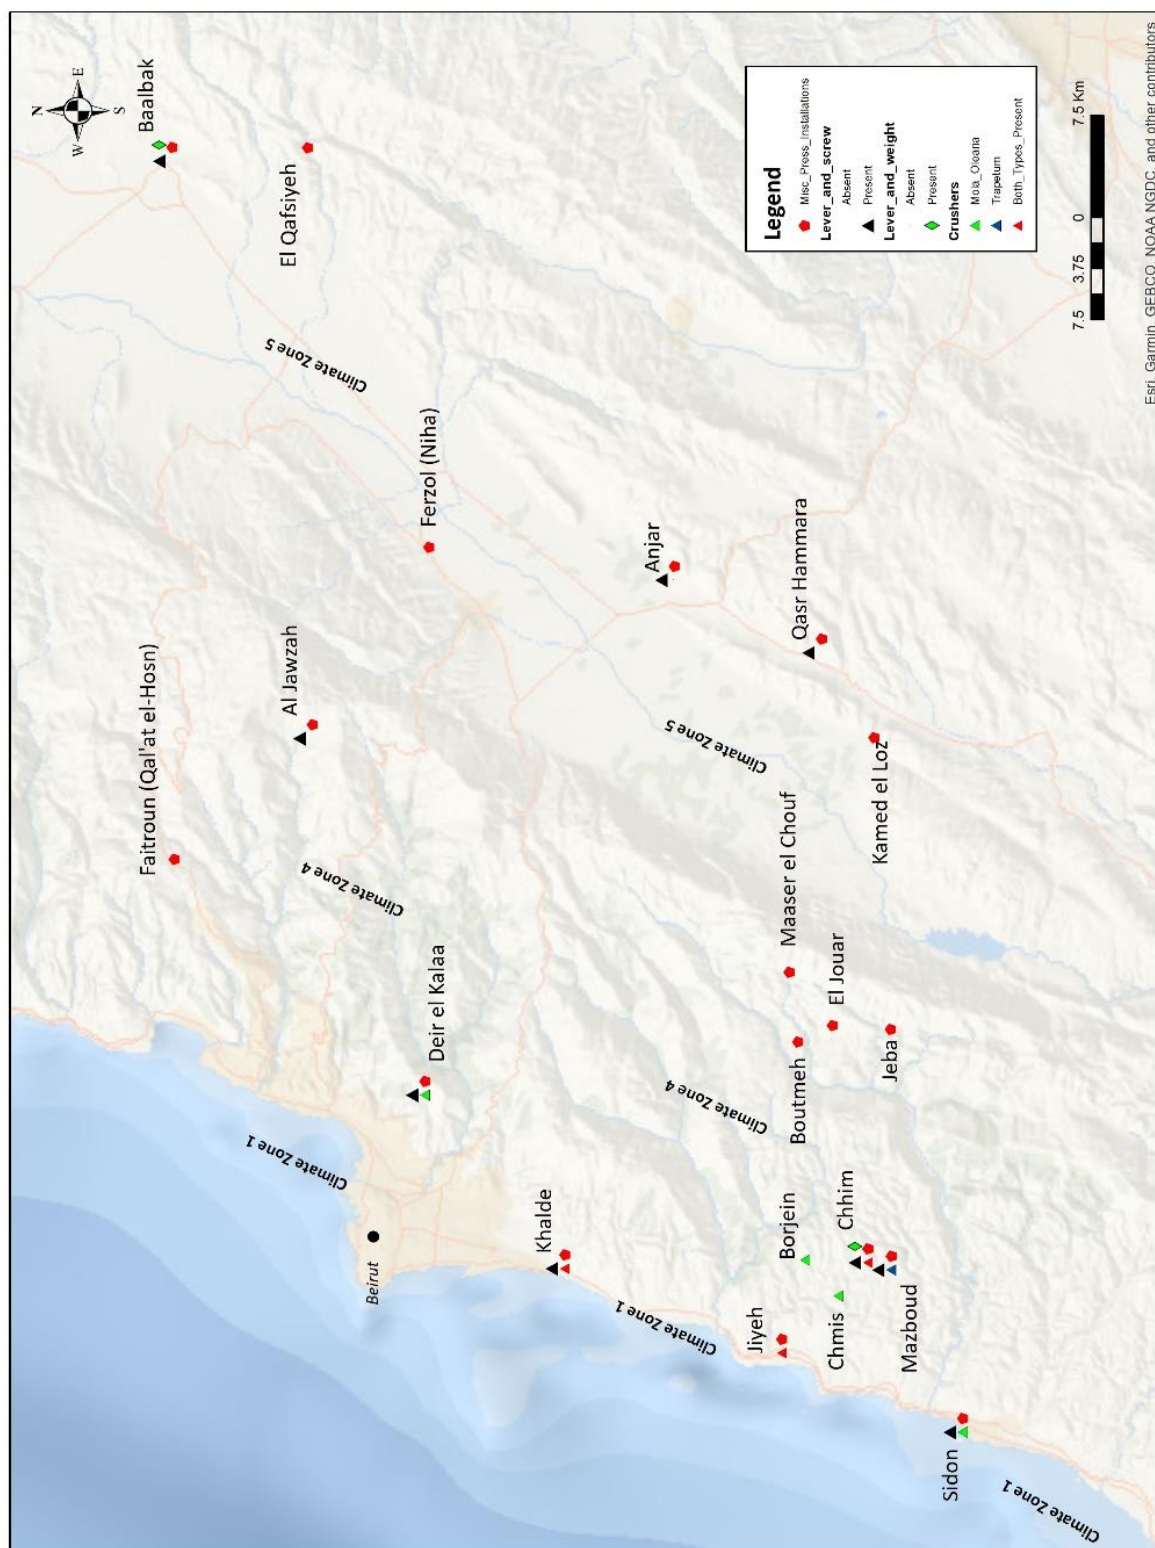 N
W E
S
Baalbak
El Qafsiyeh
Faitroun (Qal'at el-Hosn)
Al Jawzah
Climate Zone 5
Ferzol (Niha)
Climate Zone 4
Deir el Kalaa
Climate Zone 1
Beirut
Khalde
Anjar
Qasr Hammara
Climate Zone 5
Kamed el Loz
Maaser el Chouf
El Jouar
Boutmeh
Jeba
Climate Zone 4
Borjein
Chhim
Climate Zone 1
Jiyeh
Chmis
Mazboud
Sidon
Climate Zone 1
Legend
Misc_Press_Installations
Lever_and_screw
Absent
Present
Lever_and_weight
Absent
Present
Crushers
Mola_Olearia
Trapetum
Both_Types_Present
7.5 3.75 0 7.5 Km
Esri, Garmin, GEBCO, NOAA NGDC, and other contributors